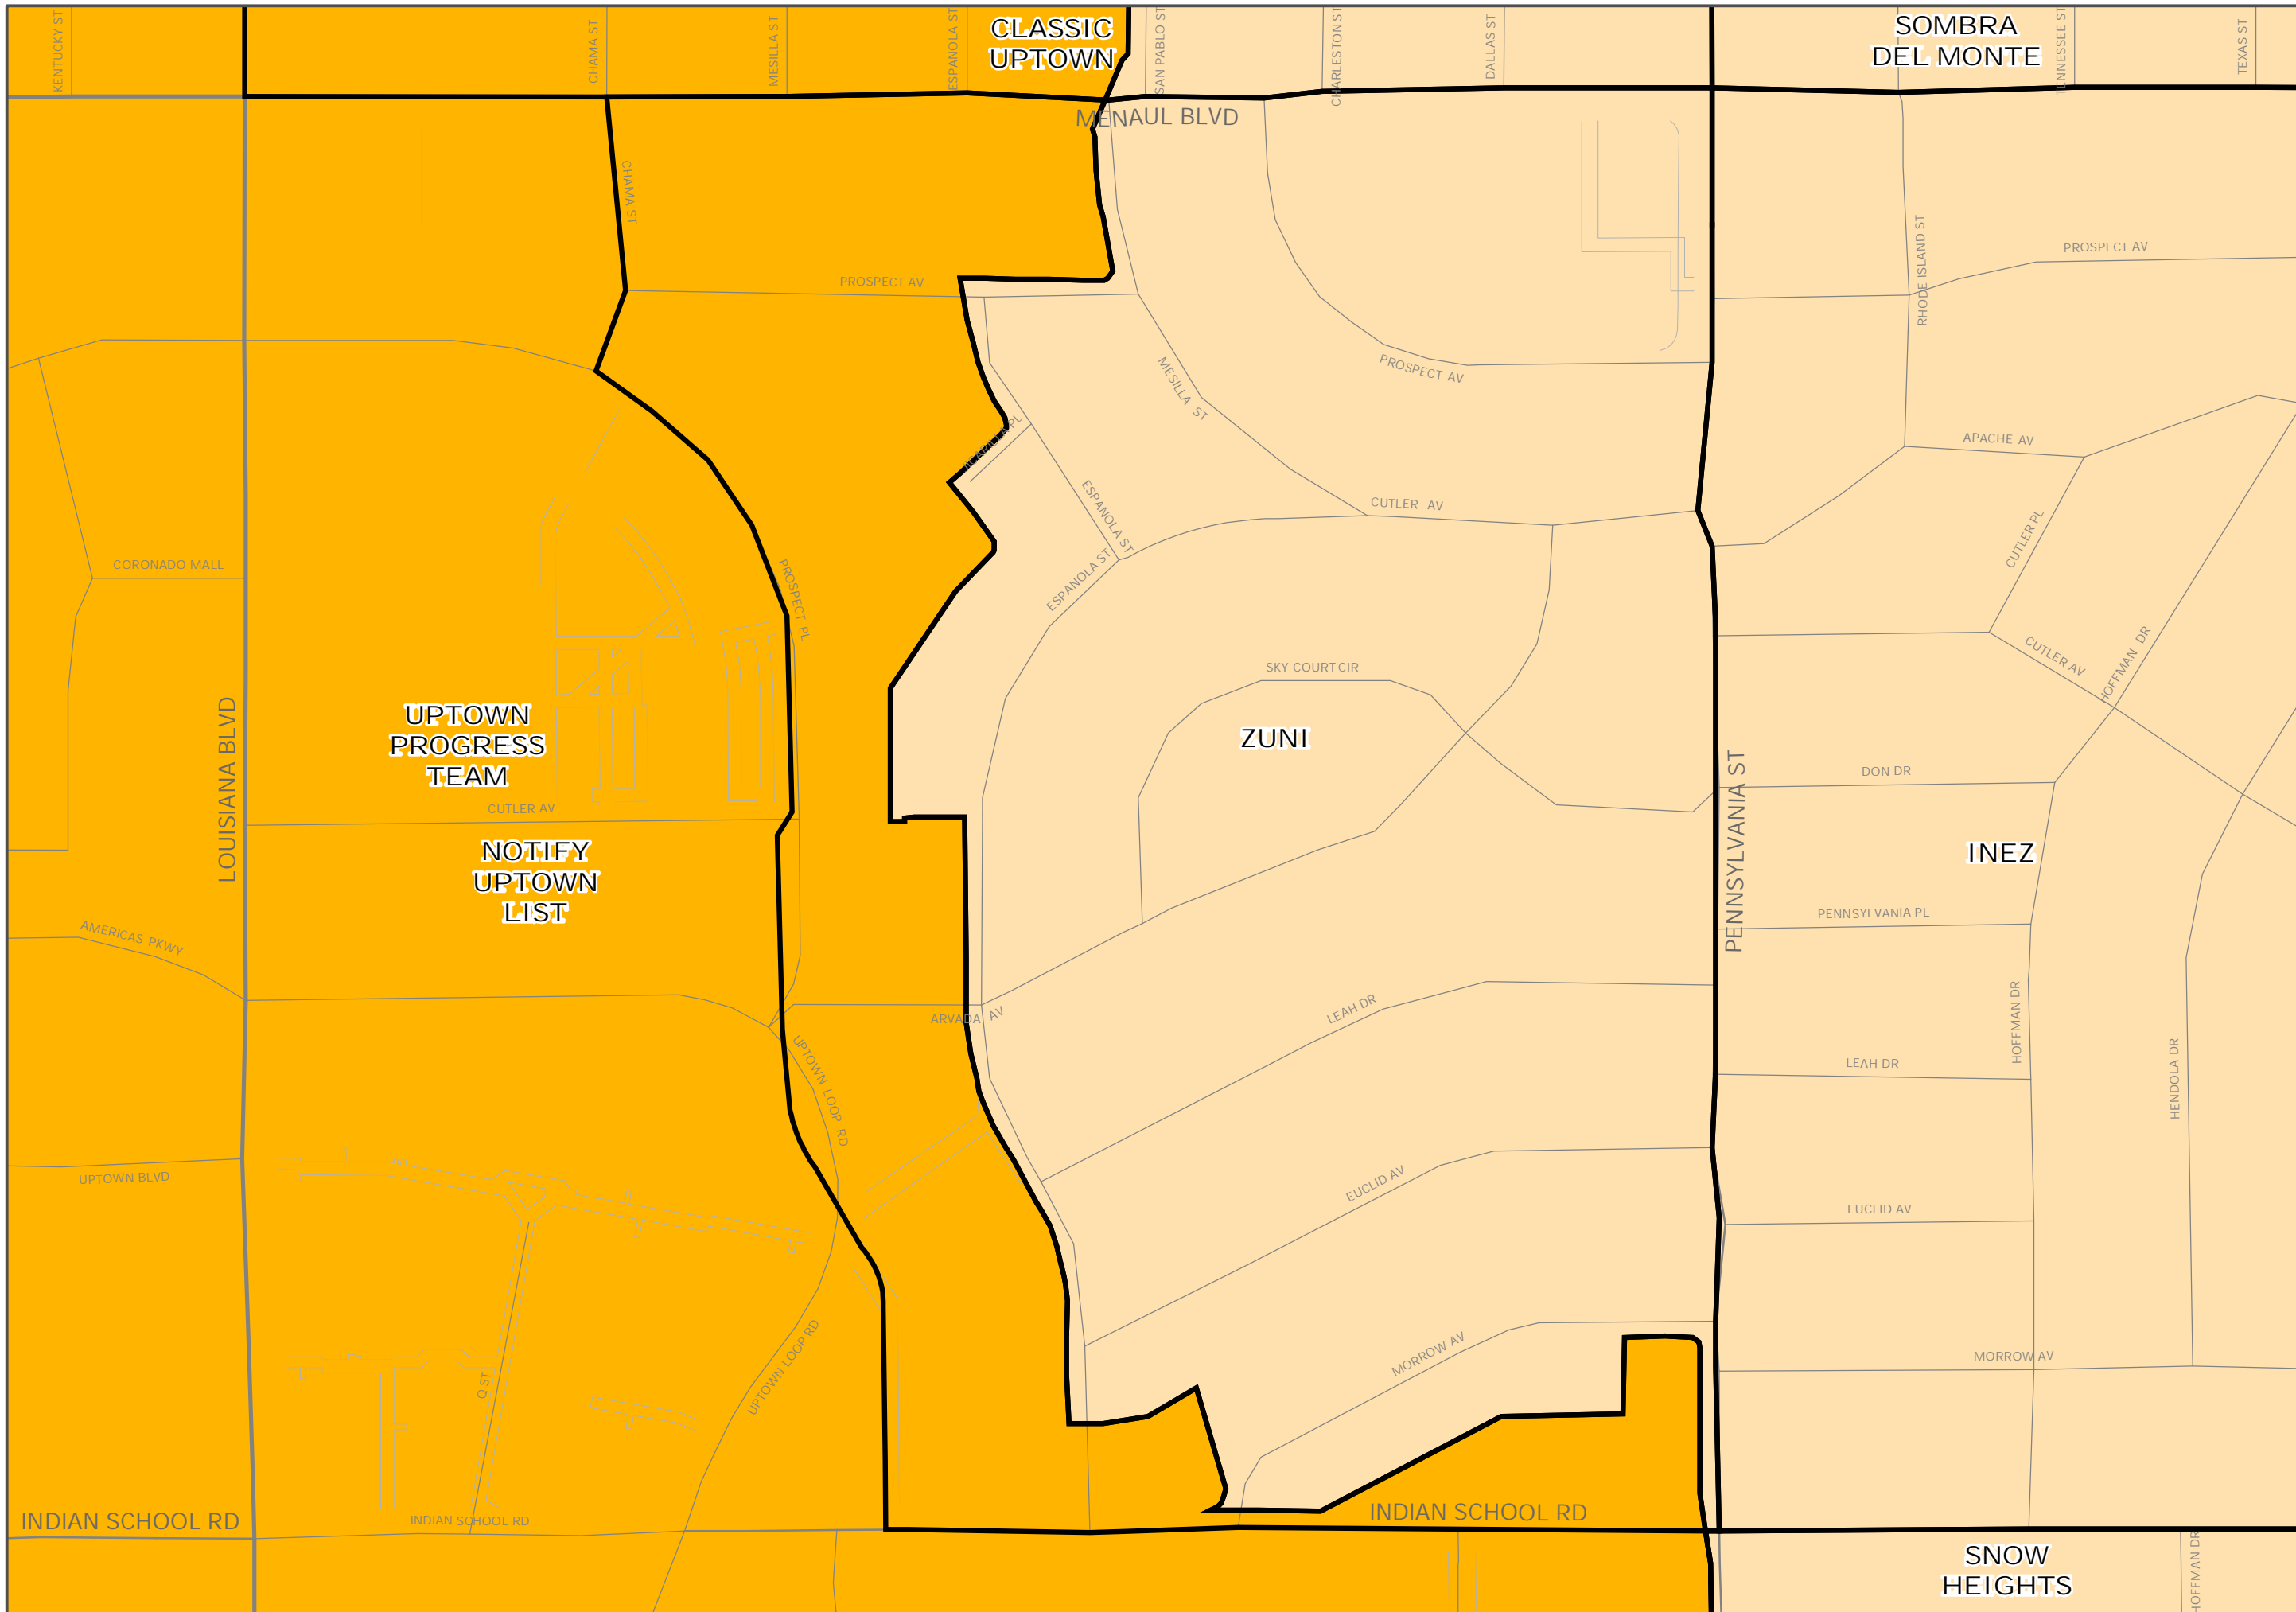 KENTUCKY ST
CHAMA ST
MESILLA ST
ESPANOLA ST
CLASSIC
UPTOWN
SAN PABLO ST
CHARLESTON ST
DALLAS ST
SOMBRA
DEL MONTE
TENNESSEE ST
TEXAS ST
MENAUL BLVD
CHAMA ST
PROSPECT AV
RHODE ISLAND ST
PROSPECT AV
MESILLA ST
PROSPECT AV
PL
APACHE AV
ESPANOLA ST
CUTLER AV
CUTLER PL
CORONADO MALL
PROSPECT PL
ESPANOLA ST
SKY COURT CIR
CUTLER AV
HOFFMAN DR
LOUISIANA BLVD
UPTOWN
PROGRESS
TEAM
ZUNI
CUTLER AV
PENNSYLVANIA ST
DON DR
NOTIFY
UPTOWN
LIST
INEZ
AMERICAS PKWY
PENNSYLVANIA PL
ARVADA AV
LEAH DR
HOFFMAN DR
UPTOWN LOOP RD
LEAH DR
HENDOLA DR
UPTOWN BLVD
EUCLID AV
EUCLID AV
UPTOWN LOOP RD
MORROW AV
MORROW AV
Q ST
INDIAN SCHOOL RD
INDIAN SCHOOL RD
INDIAN SCHOOL RD
SNOW
HEIGHTS
HOFFMAN DR